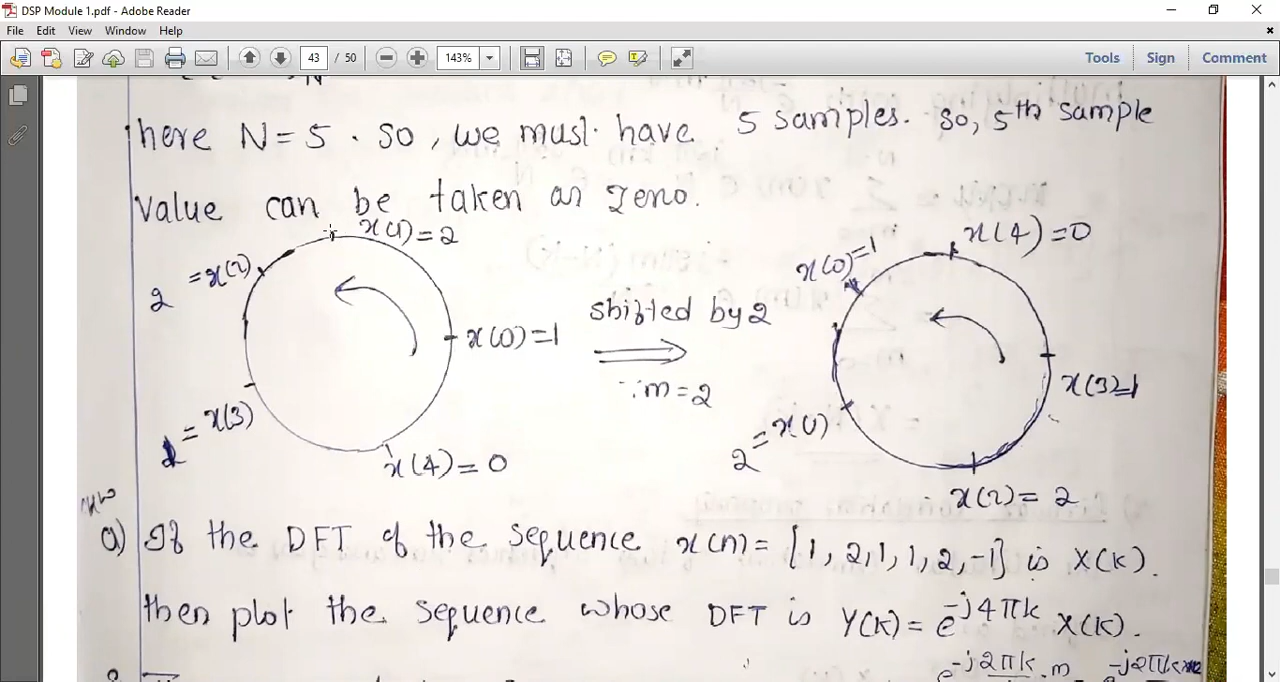 DSP Module 1.pdf - Adobe Reader
File Edit View Window Help
43 / 50 143% Tools Sign Comment
N
here N = 5 . so, we must have 5 samples. so, 5th sample
value can be taken as zero.
x(1) = 2
2 = x(2)
x(0) = 1
= x(3)
x(4) = 0
shifted by 2
∵ m = 2
x(4) = 0
x(0) = 1
x(3) = 1
2 = x(1)
x(2) = 2
Q) If the DFT of the sequence x(n) = {1, 2, 1, 1, 2, -1} is X(k).
then plot the sequence whose DFT is Y(k) = e^-j4πk X(k).